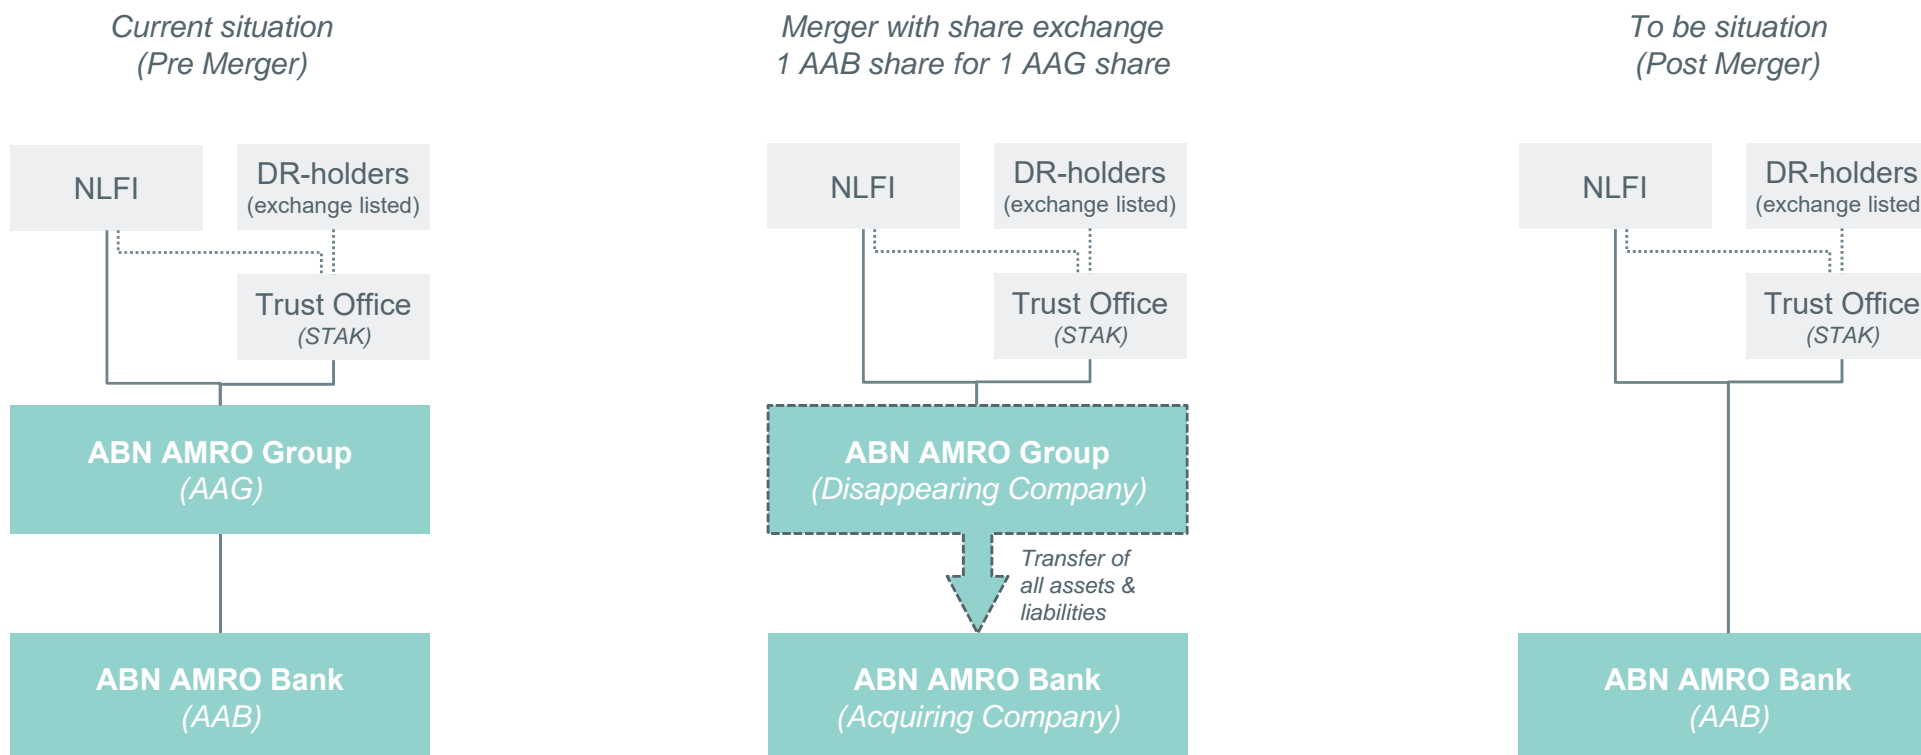 Current situation
(Pre Merger)
NLFI
DR-holders
(exchange listed)
Trust Office
(STAK)
ABN AMRO Group
(AAG)
ABN AMRO Bank
(AAB)
Merger with share exchange
1 AAB share for 1 AAG share
NLFI
DR-holders
(exchange listed)
Trust Office
(STAK)
ABN AMRO Group
(Disappearing Company)
Transfer of
all assets &
liabilities
ABN AMRO Bank
(Acquiring Company)
To be situation
(Post Merger)
NLFI
DR-holders
(exchange listed
Trust Office
(STAK)
ABN AMRO Bank
(AAB)